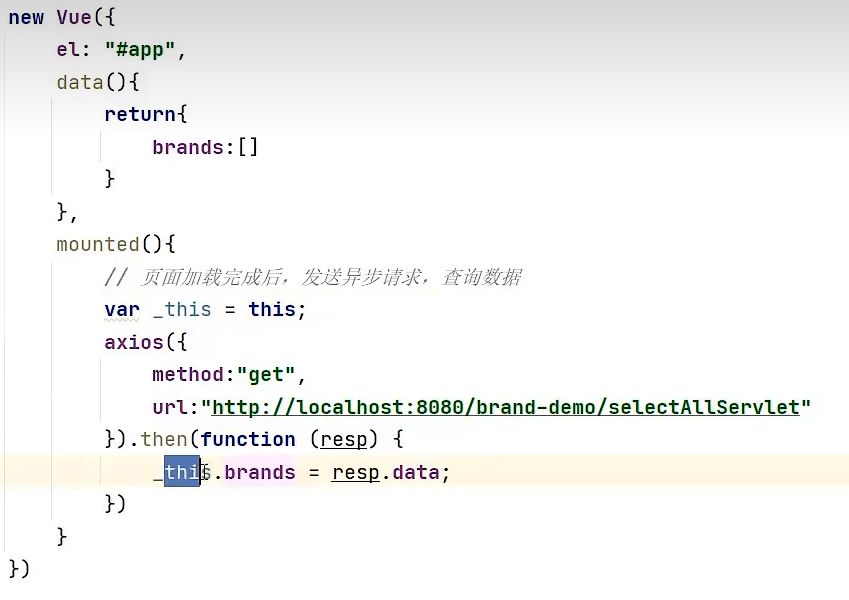 new Vue({
    el: "#app",
    data(){
        return{
            brands:[]
        }
    },
    mounted(){
        // 页面加载完成后，发送异步请求，查询数据
        var _this = this;
        axios({
            method:"get",
            url:"http://localhost:8080/brand-demo/selectAllServlet"
        }).then(function (resp) {
            _this.brands = resp.data;
        })
    }
})